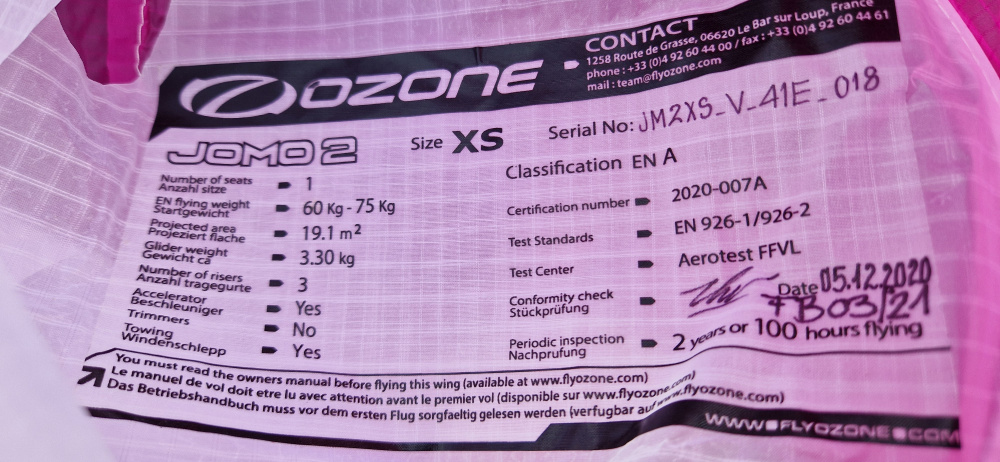 OZONE
CONTACT
1258 Route de Grasse, 06620 Le Bar sur Loup, France
phone : +33 (0)4 92 60 44 00 / fax : +33 (0)4 92 60 44 61
mail : team@flyozone.com
JOMO 2
Size XS
Serial No: JM2XS_V_41E_018
Number of seats
Anzahl sitze
1
EN flying weight
Startgewicht
60 Kg - 75 Kg
Projected area
Projeziert flache
19.1 m²
Glider weight
Gewicht ca
3.30 kg
Number of risers
Anzahl tragegurte
3
Accelerator
Beschleuniger
Yes
Trimmers
No
Towing
Windenschlepp
Yes
Classification EN A
Certification number 2020-007A
Test Standards EN 926-1/926-2
Test Center Aerotest FFVL
Conformity check
Stückprüfung
Date 05.12.2020
B03/21
Periodic inspection
Nachprufung
2 years or 100 hours flying
You must read the owners manual before flying this wing (available at www.flyozone.com)
Le manuel de vol doit etre lu avec attention avant le premier vol (disponible sur www.flyozone.com)
Das Betriebshandbuch muss vor dem ersten Flug sorgfaeltig gelesen werden (verfugbar auf www.flyozone.com)
WWW.FLYOZONE.COM